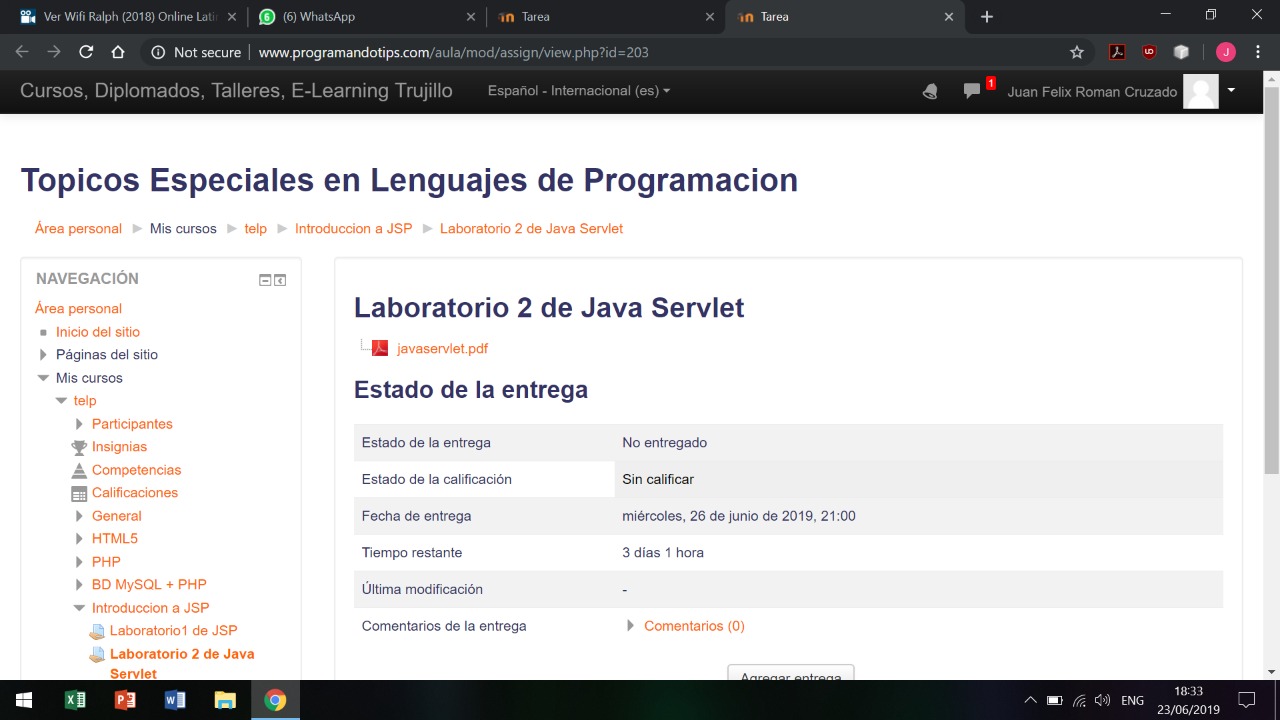 Ver Wifi Ralph (2018) Online Latin
(6) WhatsApp
Tarea
Tarea
Not secure
www.programandotips.com/aula/mod/assign/view.php?id=203
J
Cursos, Diplomados, Talleres, E-Learning Trujillo
Español - Internacional (es)
1
Juan Felix Roman Cruzado
Topicos Especiales en Lenguajes de Programacion
Área personal
Mis cursos
telp
Introduccion a JSP
Laboratorio 2 de Java Servlet
NAVEGACIÓN
Área personal
Inicio del sitio
Páginas del sitio
Mis cursos
telp
Participantes
Insignias
Competencias
Calificaciones
General
HTML5
PHP
BD MySQL + PHP
Introduccion a JSP
Laboratorio1 de JSP
Laboratorio 2 de Java
Servlet
Laboratorio 2 de Java Servlet
javaservlet.pdf
Estado de la entrega
Estado de la entrega No entregado
Estado de la calificación Sin calificar
Fecha de entrega miércoles, 26 de junio de 2019, 21:00
Tiempo restante 3 días 1 hora
Última modificación -
Comentarios de la entrega Comentarios (0)
Agregar entrega
ENG
18:33
23/06/2019